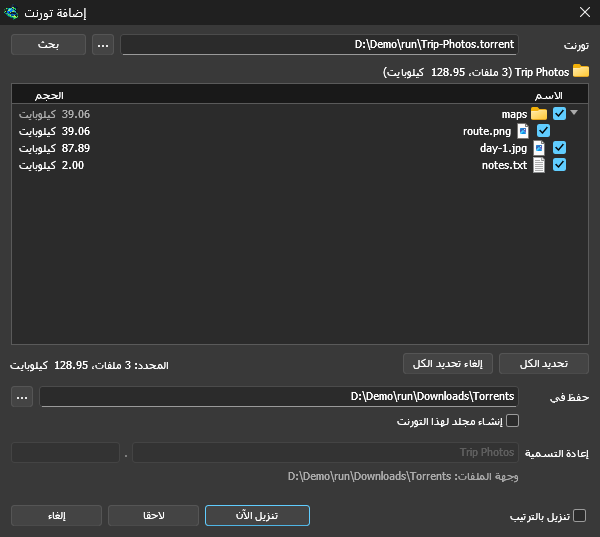 إضافة تورنت
تورنت D:\Demo\run\Trip-Photos.torrent ... بحث
Trip Photos (3 ملفات، 128.95 كيلوبايت)
الاسم الحجم
maps 39.06 كيلوبايت
route.png 39.06 كيلوبايت
day-1.jpg 87.89 كيلوبايت
notes.txt 2.00 كيلوبايت
تحديد الكل إلغاء تحديد الكل المحدد: 3 ملفات، 128.95 كيلوبايت
حفظ في D:\Demo\run\Downloads\Torrents ...
إنشاء مجلد لهذا التورنت
إعادة التسمية Trip Photos .
وجهة الملفات: D:\Demo\run\Downloads\Torrents
تنزيل بالترتيب تنزيل الآن لاحقا إلغاء